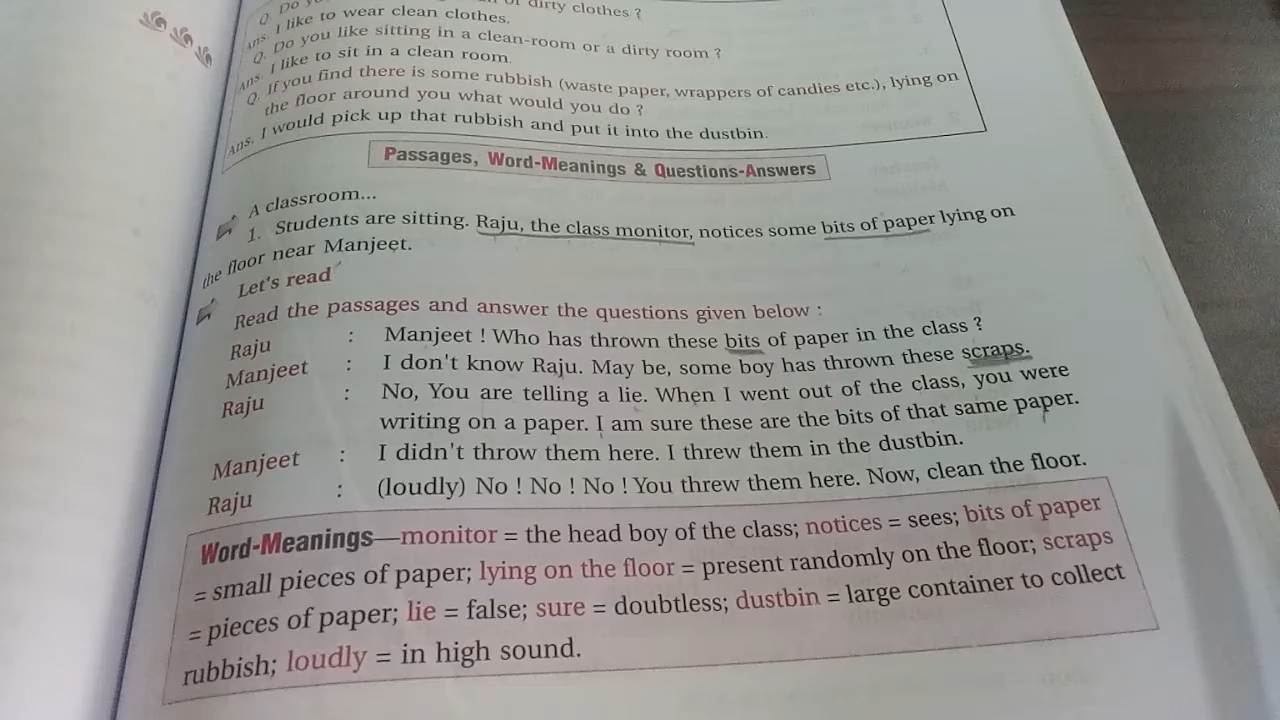 Q. Do dirty clothes ?
Ans. I like to wear clean clothes.
Q. Do you like sitting in a clean-room or a dirty room ?
Ans. I like to sit in a clean room.
Q. If you find there is some rubbish (waste paper, wrappers of candies etc.), lying on
the floor around you what would you do ?
Ans. I would pick up that rubbish and put it into the dustbin.
Passages, Word-Meanings & Questions-Answers
A classroom...
1. Students are sitting. Raju, the class monitor, notices some bits of paper lying on
the floor near Manjeet.
Let's read
Read the passages and answer the questions given below :
Raju : Manjeet ! Who has thrown these bits of paper in the class ?
Manjeet : I don't know Raju. May be, some boy has thrown these scraps.
Raju : No, You are telling a lie. When I went out of the class, you were
writing on a paper. I am sure these are the bits of that same paper.
Manjeet : I didn't throw them here. I threw them in the dustbin.
Raju : (loudly) No ! No ! No ! You threw them here. Now, clean the floor.
Word-Meanings—monitor = the head boy of the class; notices = sees; bits of paper
= small pieces of paper; lying on the floor = present randomly on the floor; scraps
= pieces of paper; lie = false; sure = doubtless; dustbin = large container to collect
rubbish; loudly = in high sound.